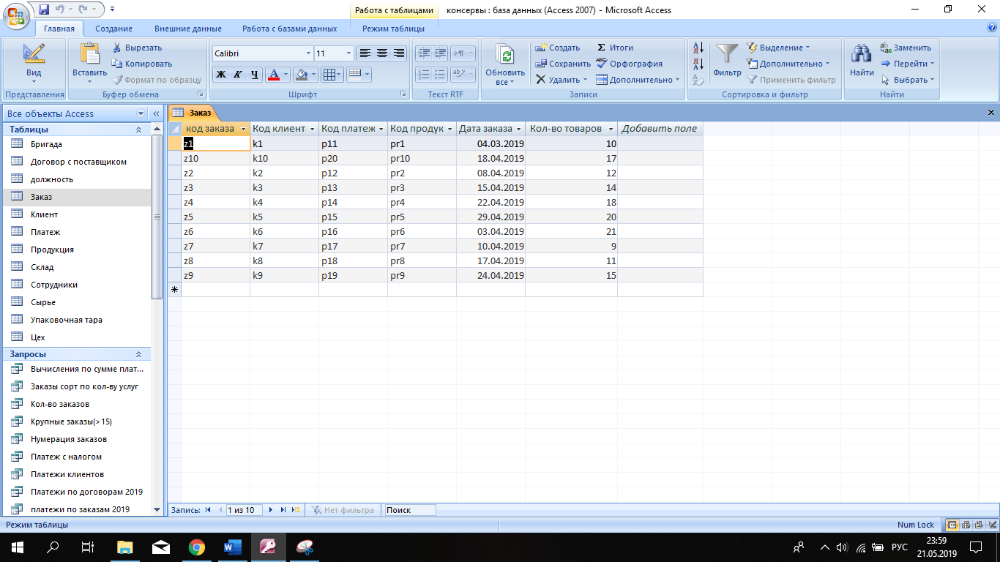 Работа с таблицами консервы : база данных (Access 2007) - Microsoft Access
Главная Создание Внешние данные Работа с базами данных Режим таблицы
Вид
Представления
Вставить
Вырезать
Копировать
Формат по образцу
Буфер обмена
Calibri 11
Ж К Ч А
Шрифт
Текст RTF
Обновить все
Создать
Сохранить
Удалить
Итоги
Орфография
Дополнительно
Записи
Фильтр
Выделение
Дополнительно
Применить фильтр
Сортировка и фильтр
Найти
Заменить
Перейти
Выбрать
Найти
Все объекты Access
Таблицы
Бригада
Договор с поставщиком
должность
Заказ
Клиент
Платеж
Продукция
Склад
Сотрудники
Сырье
Упаковочная тара
Цех
Запросы
Вычисления по сумме плат...
Заказы сорт по кол-ву услуг
Кол-во заказов
Крупные заказы(>15)
Нумерация заказов
Платеж с налогом
Платежи клиентов
Платежи по договорам 2019
платежи по заказам 2019
Заказ
код заказа Код клиент Код платеж Код продук Дата заказа Кол-во товаров Добавить поле
z1 k1 p11 pr1 04.03.2019 10
z10 k10 p20 pr10 18.04.2019 17
z2 k2 p12 pr2 08.04.2019 12
z3 k3 p13 pr3 15.04.2019 14
z4 k4 p14 pr4 22.04.2019 18
z5 k5 p15 pr5 29.04.2019 20
z6 k6 p16 pr6 03.04.2019 21
z7 k7 p17 pr7 10.04.2019 9
z8 k8 p18 pr8 17.04.2019 11
z9 k9 p19 pr9 24.04.2019 15
Запись: 1 из 10 Нет фильтра Поиск
Режим таблицы Num Lock
РУС 23:59
21.05.2019